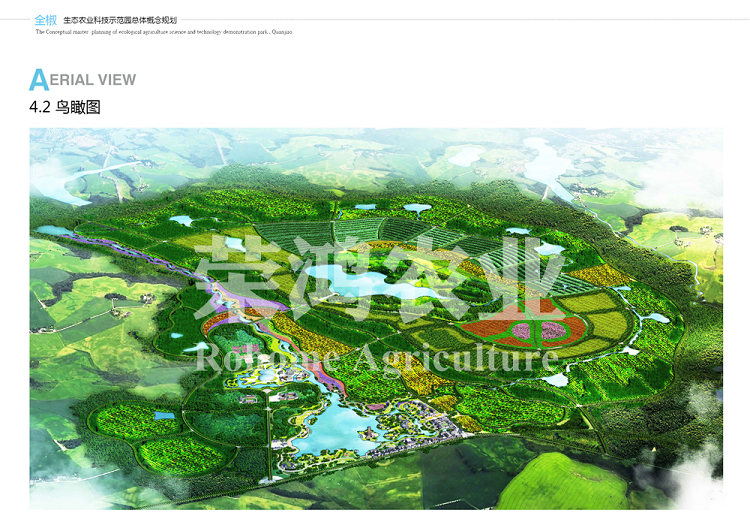 全椒 生态农业科技示范园总体概念规划
The Conceptual master planning of ecological agriculture science and technology demonstration park , Quanjiao
AERIAL VIEW
4.2 鸟瞰图
荣鸿农业
Rohome Agriculture